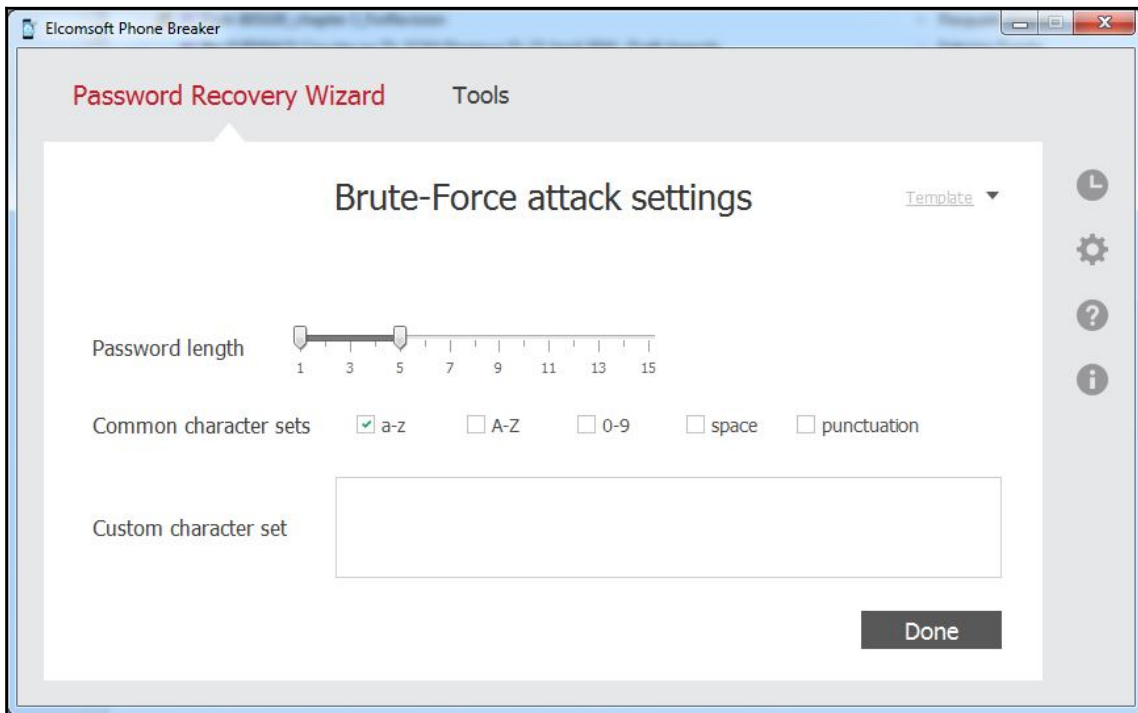 Elcomsoft Phone Breaker
Password Recovery Wizard Tools
Brute-Force attack settings
Template
Password length
1 3 5 7 9 11 13 15
Common character sets a-z A-Z 0-9 space punctuation
Custom character set
Done